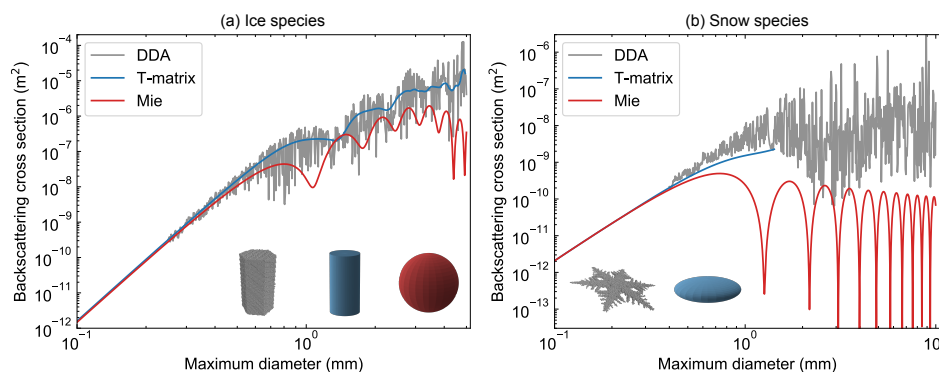 (a) Ice species
(b) Snow species
Backscattering cross section (m²)
10⁻⁴
10⁻⁵
10⁻⁶
10⁻⁷
10⁻⁸
10⁻⁹
10⁻¹⁰
10⁻¹¹
10⁻¹²
DDA
T-matrix
Mie
10⁻¹
10⁰
Maximum diameter (mm)
Backscattering cross section (m²)
10⁻⁶
10⁻⁷
10⁻⁸
10⁻⁹
10⁻¹⁰
10⁻¹¹
10⁻¹²
10⁻¹³
DDA
T-matrix
Mie
10⁻¹
10⁰
Maximum diameter (mm)